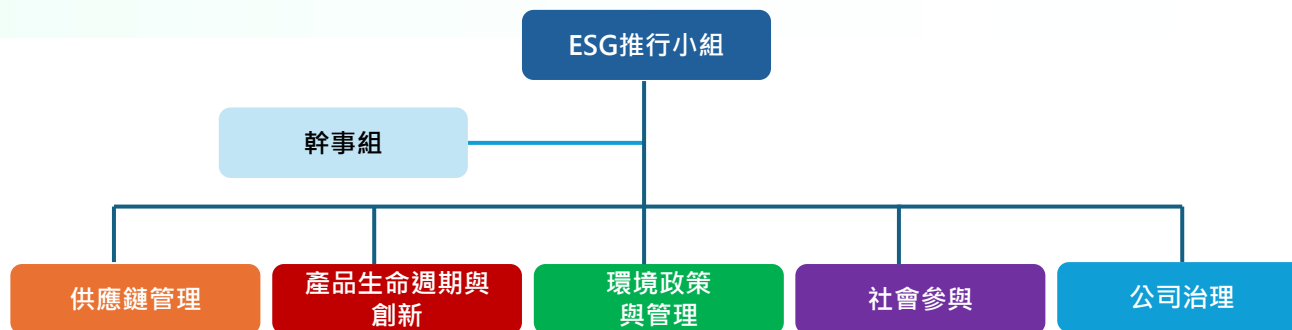 ESG推行小組
幹事組
供應鏈管理
產品生命週期與
創新
環境政策
與管理
社會參與
公司治理